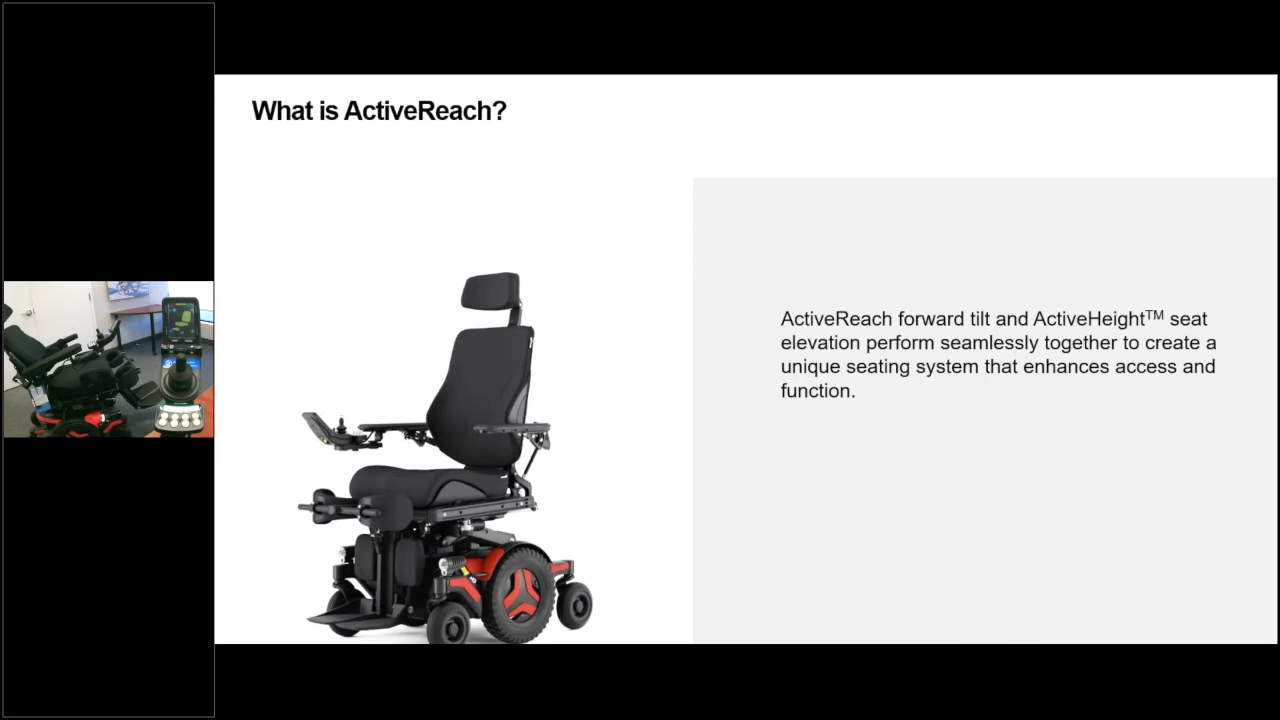 What is ActiveReach?
ActiveReach forward tilt and ActiveHeight™ seat
elevation perform seamlessly together to create a
unique seating system that enhances access and
function.